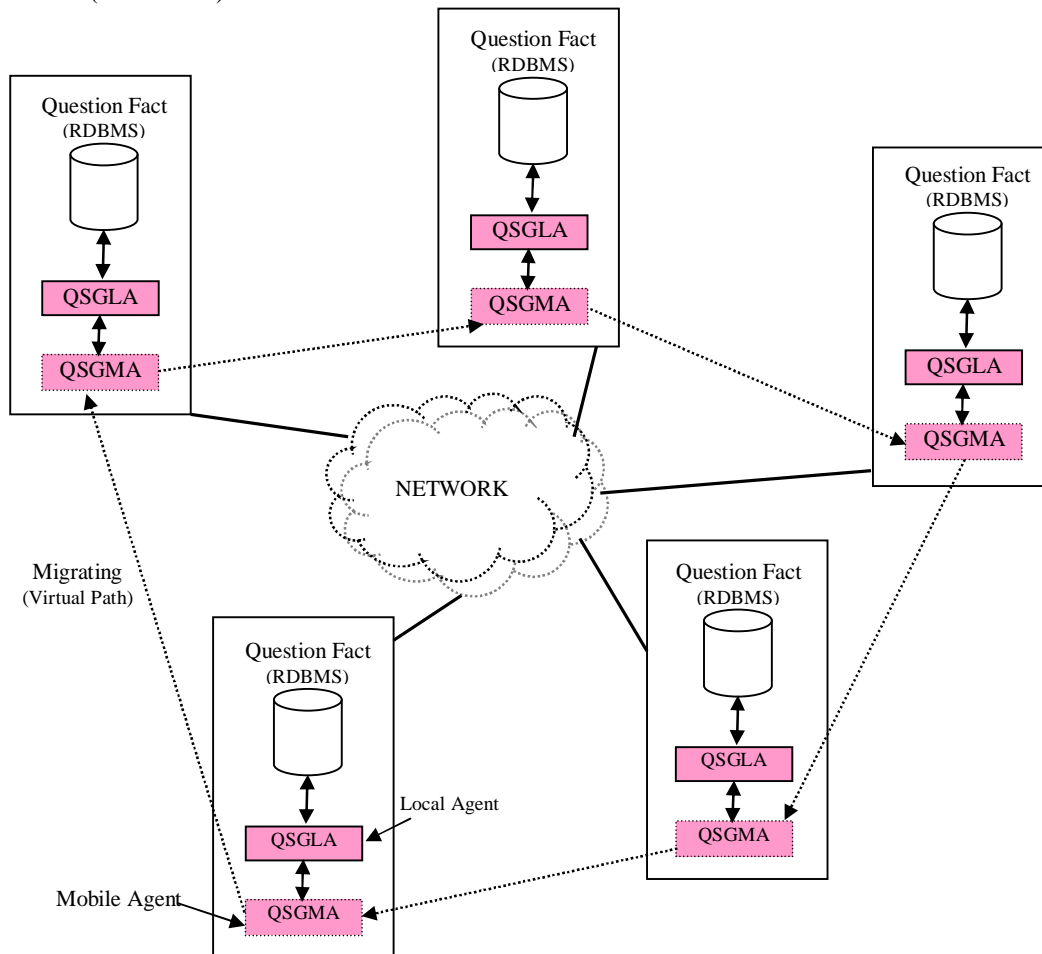 Question Fact
(RDBMS)
QSGLA
QSGMA
Question Fact
(RDBMS)
QSGLA
QSGMA
Question Fact
(RDBMS)
QSGLA
QSGMA
NETWORK
Migrating
(Virtual Path)
Question Fact
(RDBMS)
QSGLA
QSGMA
Question Fact
(RDBMS)
Local Agent
QSGLA
Mobile Agent
QSGMA